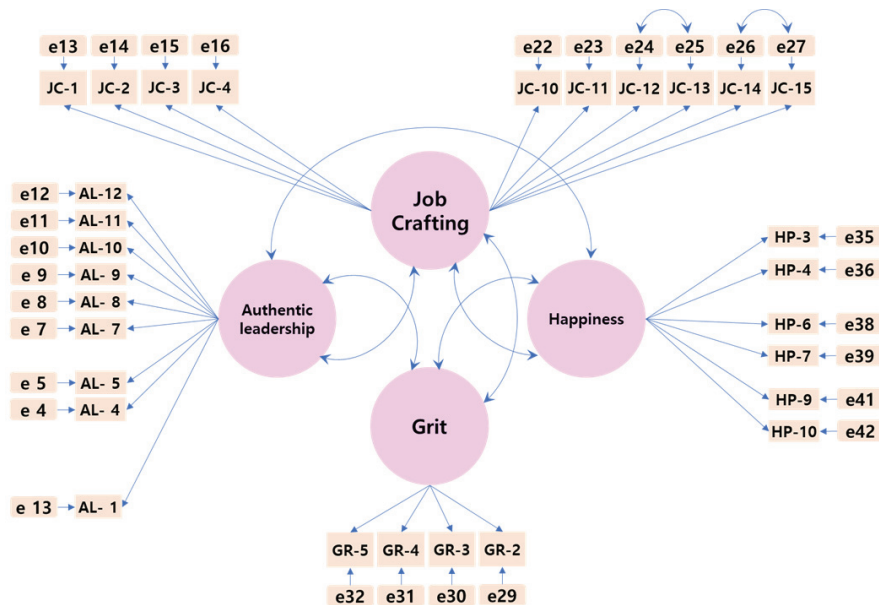 e13 e14 e15 e16
JC-1 JC-2 JC-3 JC-4
e22 e23 e24 e25 e26 e27
JC-10 JC-11 JC-12 JC-13 JC-14 JC-15
Job
Crafting
e12 AL-12
e11 AL-11
e10 AL-10
e 9 AL- 9
e 8 AL- 8
e 7 AL- 7
e 5 AL- 5
e 4 AL- 4
e 13 AL- 1
Authentic
leadership
Happiness
HP-3 e35
HP-4 e36
HP-6 e38
HP-7 e39
HP-9 e41
HP-10 e42
Grit
GR-5 GR-4 GR-3 GR-2
e32 e31 e30 e29